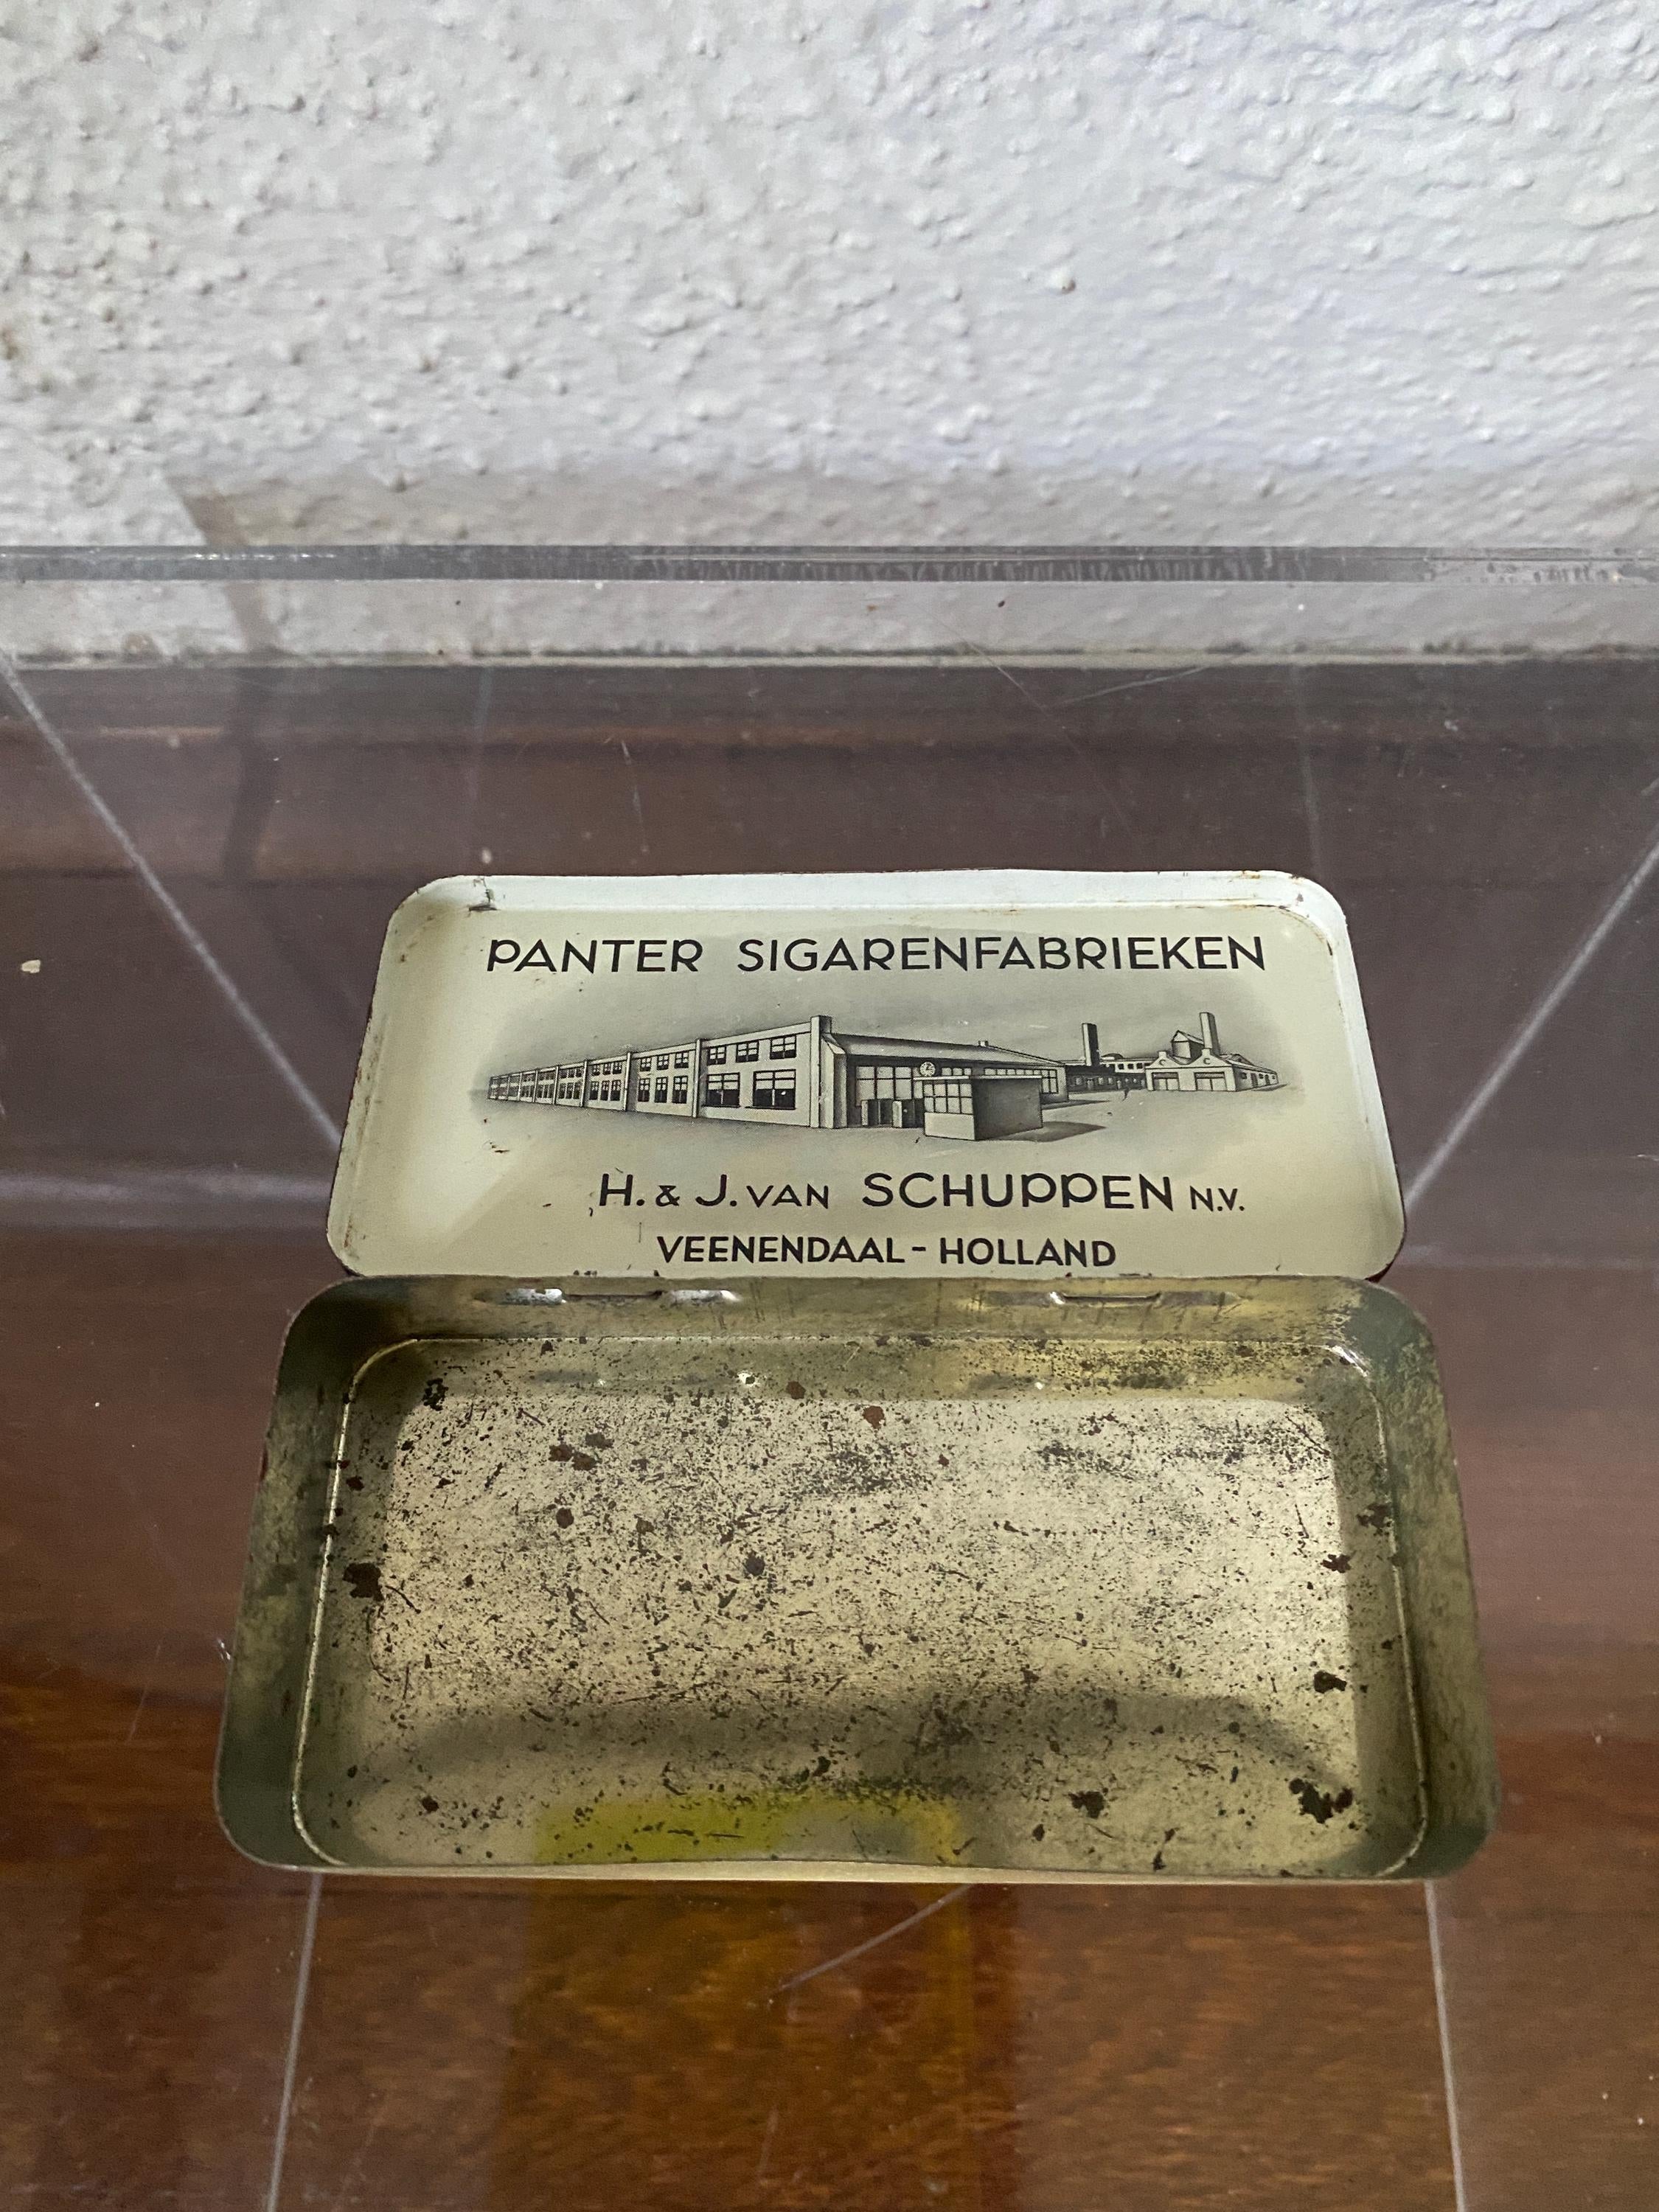 PANTER SIGARENFABRIEKEN
H. & J. VAN SCHUPPEN N.V.
VEENENDAAL - HOLLAND